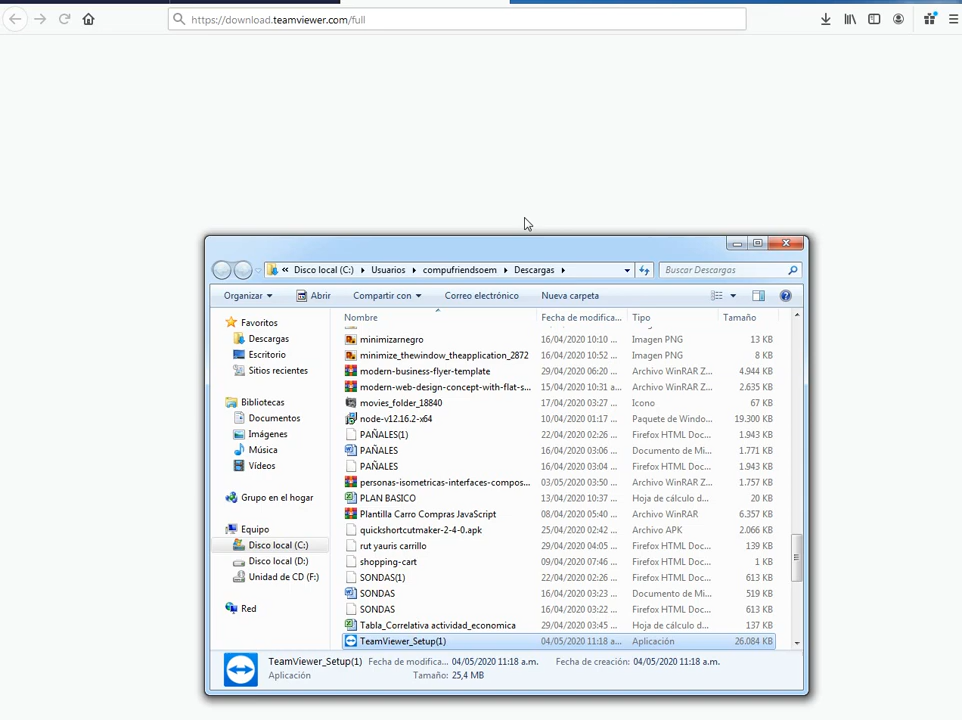 https://download.teamviewer.com/full
« Disco local (C:) Usuarios compufriendsoem Descargas
Buscar Descargas
Organizar Abrir Compartir con Correo electrónico Nueva carpeta
Favoritos
Descargas
Escritorio
Sitios recientes
Bibliotecas
Documentos
Imágenes
Música
Vídeos
Grupo en el hogar
Equipo
Disco local (C:)
Disco local (D:)
Unidad de CD (F:)
Red
Nombre Fecha de modifica... Tipo Tamaño
minimizarnegro 16/04/2020 10:10 ... Imagen PNG 13 KB
minimize_thewindow_theapplication_2872 16/04/2020 10:52 ... Imagen PNG 8 KB
modern-business-flyer-template 29/04/2020 06:20 ... Archivo WinRAR Z... 4.944 KB
modern-web-design-concept-with-flat-s... 15/04/2020 10:31 a... Archivo WinRAR Z... 2.635 KB
movies_folder_18840 17/04/2020 03:27 ... Icono 67 KB
node-v12.16.2-x64 10/04/2020 01:17 ... Paquete de Windo... 19.300 KB
PAÑALES(1) 22/04/2020 02:26 ... Firefox HTML Doc... 1.943 KB
PAÑALES 16/04/2020 03:06 ... Documento de Mi... 1.771 KB
PAÑALES 16/04/2020 03:04 ... Firefox HTML Doc... 1.943 KB
personas-isometricas-interfaces-compos... 03/05/2020 03:50 ... Archivo WinRAR Z... 1.757 KB
PLAN BASICO 13/04/2020 10:37 ... Hoja de cálculo d... 20 KB
Plantilla Carro Compras JavaScript 08/04/2020 05:40 ... Archivo WinRAR 6.357 KB
quickshortcutmaker-2-4-0.apk 25/04/2020 02:42 ... Archivo APK 2.066 KB
rut yauris carrillo 29/04/2020 04:05 ... Firefox HTML Doc... 139 KB
shopping-cart 09/04/2020 07:46 ... Firefox HTML Doc... 1 KB
SONDAS(1) 22/04/2020 02:26 ... Firefox HTML Doc... 613 KB
SONDAS 16/04/2020 03:23 ... Documento de Mi... 519 KB
SONDAS 16/04/2020 03:22 ... Firefox HTML Doc... 613 KB
Tabla_Correlativa actividad_economica 29/04/2020 03:45 ... Hoja de cálculo d... 137 KB
TeamViewer_Setup(1) 04/05/2020 11:18 a... Aplicación 26.084 KB
TeamViewer_Setup(1) Fecha de modifica... 04/05/2020 11:18 a.m. Fecha de creación: 04/05/2020 11:18 a.m.
Aplicación Tamaño: 25,4 MB